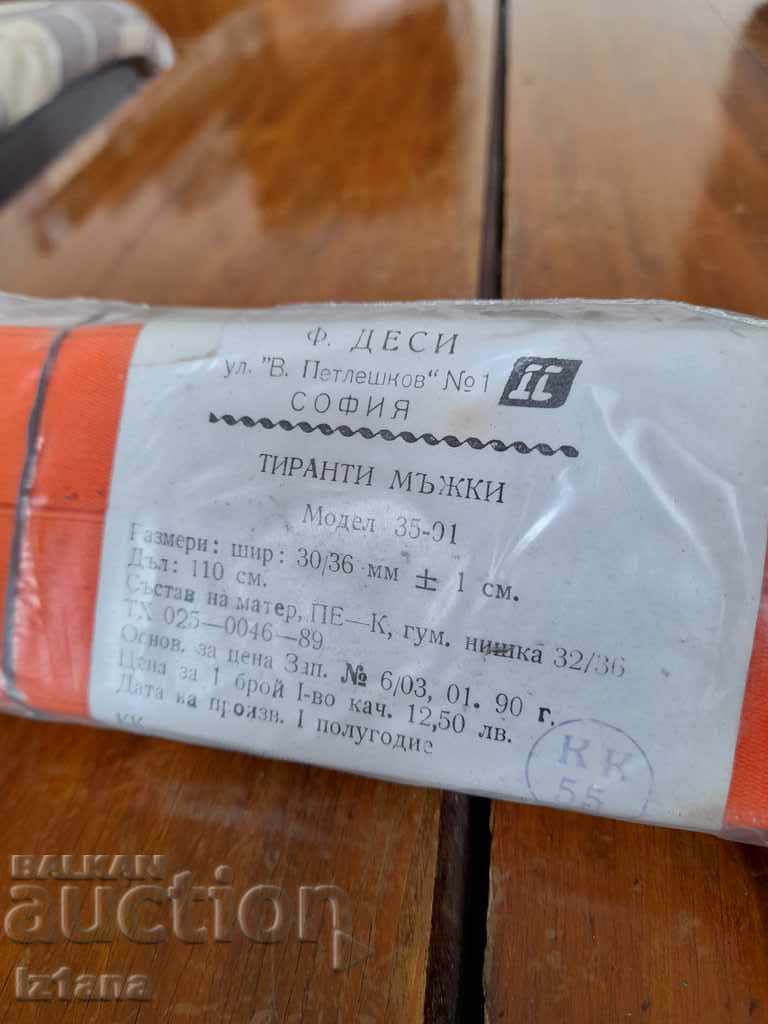 Ф. ДЕСИ
ул. "В. Петлешков" №1
СОФИЯ
ТИРАНТИ МЪЖКИ
Модел 35-91
Размери: шир: 30/36 мм ± 1 см.
Дъл: 110 см.
Състав на матер, ПЕ—К, гум. нишка 32/36
ТХ 025—0046—89
Основ. за цена Зап. № 6/03, 01. 90 г.
Цена за 1 брой I-во кач. 12,50 лв.
Дата на произв. I полугодие
КК
КК
55
BALKAN
auction
iz1ana